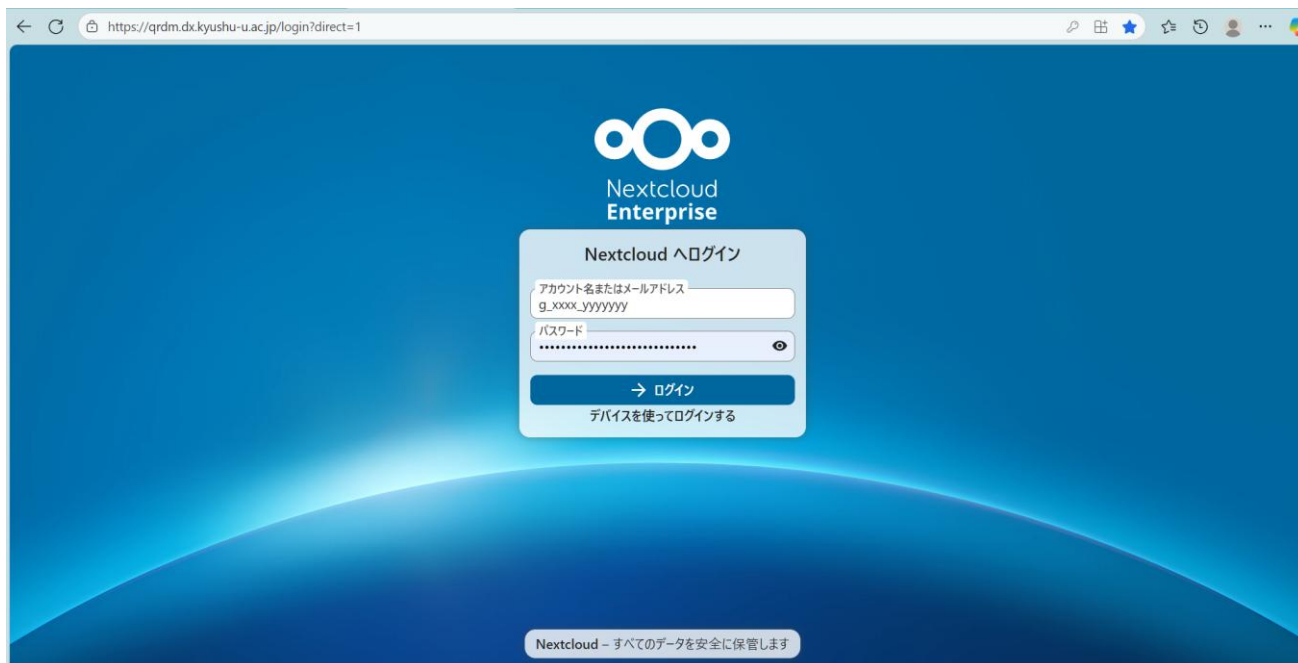 https://qrdm.dx.kyushu-u.ac.jp/login?direct=1
Nextcloud
Enterprise
Nextcloud へログイン
アカウント名またはメールアドレス
g_xxxx_yyyyyyy
パスワード
→ ログイン
デバイスを使ってログインする
Nextcloud – すべてのデータを安全に保管します